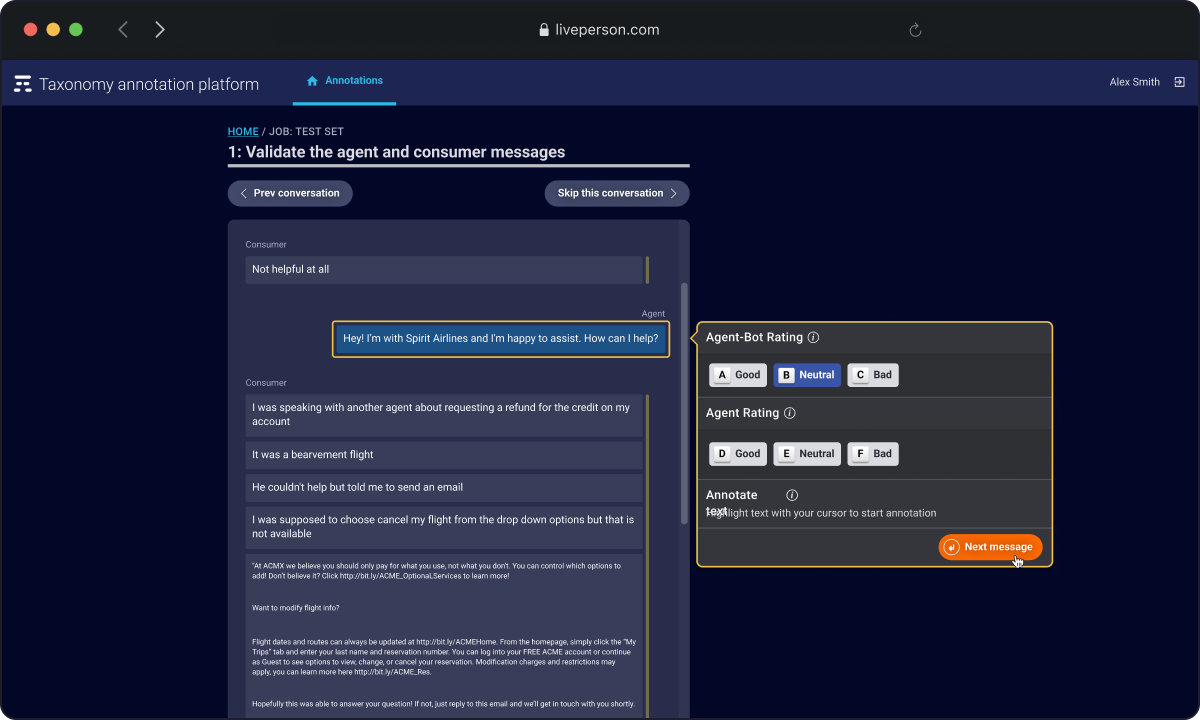 liveperson.com
Taxonomy annotation platform
Annotations
Alex Smith
HOME / JOB: TEST SET
1: Validate the agent and consumer messages
Prev conversation
Skip this conversation
Consumer
Not helpful at all
Agent
Hey! I'm with Spirit Airlines and I'm happy to assist. How can I help?
Consumer
I was speaking with another agent about requesting a refund for the credit on my
account
It was a bearvement flight
He couldn't help but told me to send an email
I was supposed to choose cancel my flight from the drop down options but that is
not available
"At ACMX we believe you should only pay for what you use, not what you don't. You can control which options to
add! Don't believe it? Click http://bit.ly/ACME_OptionaLServices to learn more!
Want to modify flight info?
Flight dates and routes can always be updated at http://bit.ly/ACMEHome. From the homepage, simply click the "My
Trips" tab and enter your last name and reservation number. You can log into your FREE ACME account or continue
as Guest to see options to view, change, or cancel your reservation. Modification charges and restrictions may
apply, you can learn more here http://bit.ly/ACME_Res.
Hopefully this was able to answer your question! If not, just reply to this email and we'll get in touch with you shortly.
Agent-Bot Rating
A Good
B Neutral
C Bad
Agent Rating
D Good
E Neutral
F Bad
Annotate
text
Highlight text with your cursor to start annotation
Next message